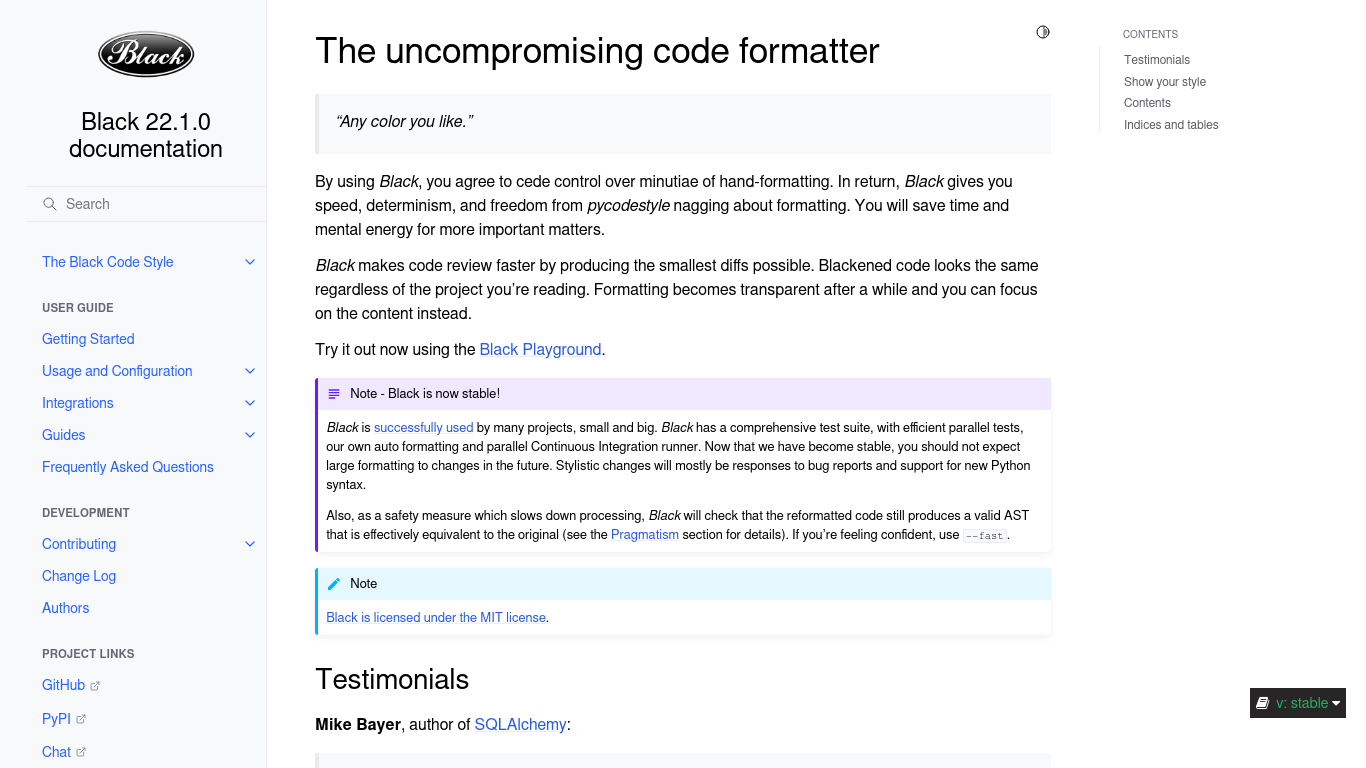 Black
Black 22.1.0
documentation
Search
The Black Code Style
USER GUIDE
Getting Started
Usage and Configuration
Integrations
Guides
Frequently Asked Questions
DEVELOPMENT
Contributing
Change Log
Authors
PROJECT LINKS
GitHub
PyPI
Chat
The uncompromising code formatter
“Any color you like.”
By using Black, you agree to cede control over minutiae of hand-formatting. In return, Black gives you
speed, determinism, and freedom from pycodestyle nagging about formatting. You will save time and
mental energy for more important matters.
Black makes code review faster by producing the smallest diffs possible. Blackened code looks the same
regardless of the project you’re reading. Formatting becomes transparent after a while and you can focus
on the content instead.
Try it out now using the Black Playground.
Note - Black is now stable!
Black is successfully used by many projects, small and big. Black has a comprehensive test suite, with efficient parallel tests,
our own auto formatting and parallel Continuous Integration runner. Now that we have become stable, you should not expect
large formatting to changes in the future. Stylistic changes will mostly be responses to bug reports and support for new Python
syntax.
Also, as a safety measure which slows down processing, Black will check that the reformatted code still produces a valid AST
that is effectively equivalent to the original (see the Pragmatism section for details). If you’re feeling confident, use --fast.
Note
Black is licensed under the MIT license.
Testimonials
Mike Bayer, author of SQLAlchemy:
CONTENTS
Testimonials
Show your style
Contents
Indices and tables
v: stable